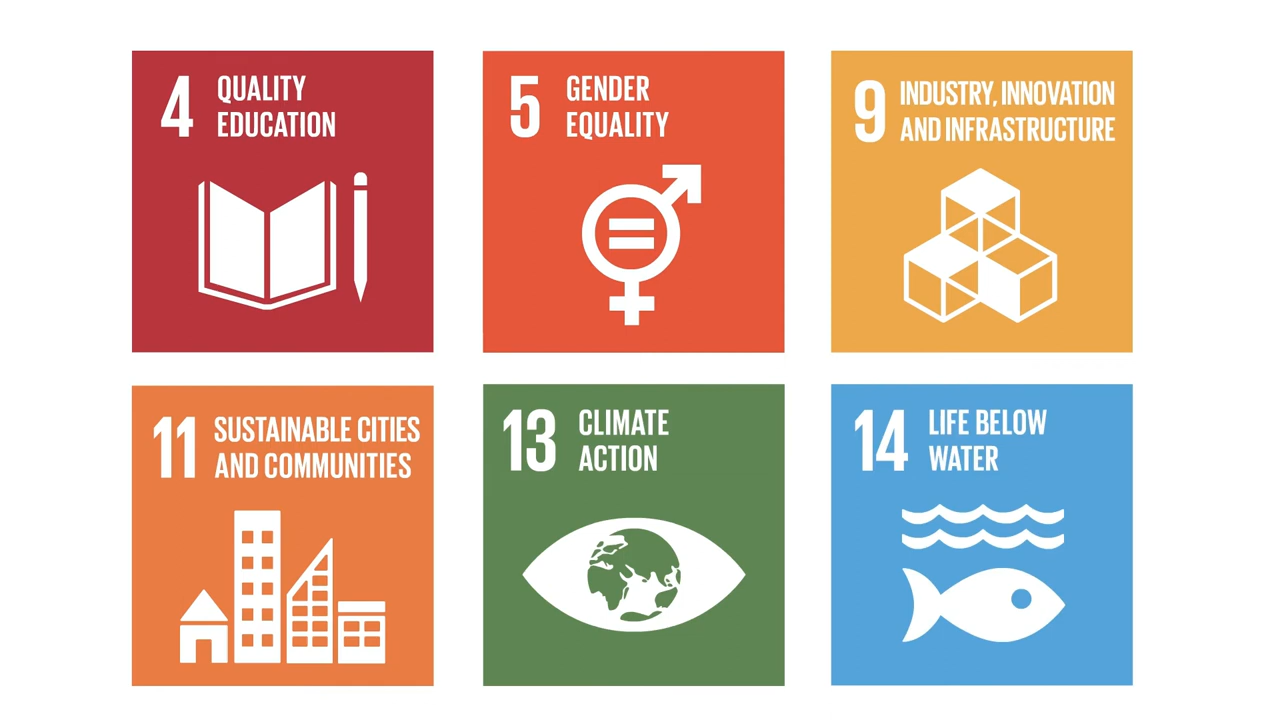 4 QUALITY
EDUCATION
5 GENDER
EQUALITY
9 INDUSTRY, INNOVATION
AND INFRASTRUCTURE
11 SUSTAINABLE CITIES
AND COMMUNITIES
13 CLIMATE
ACTION
14 LIFE BELOW
WATER